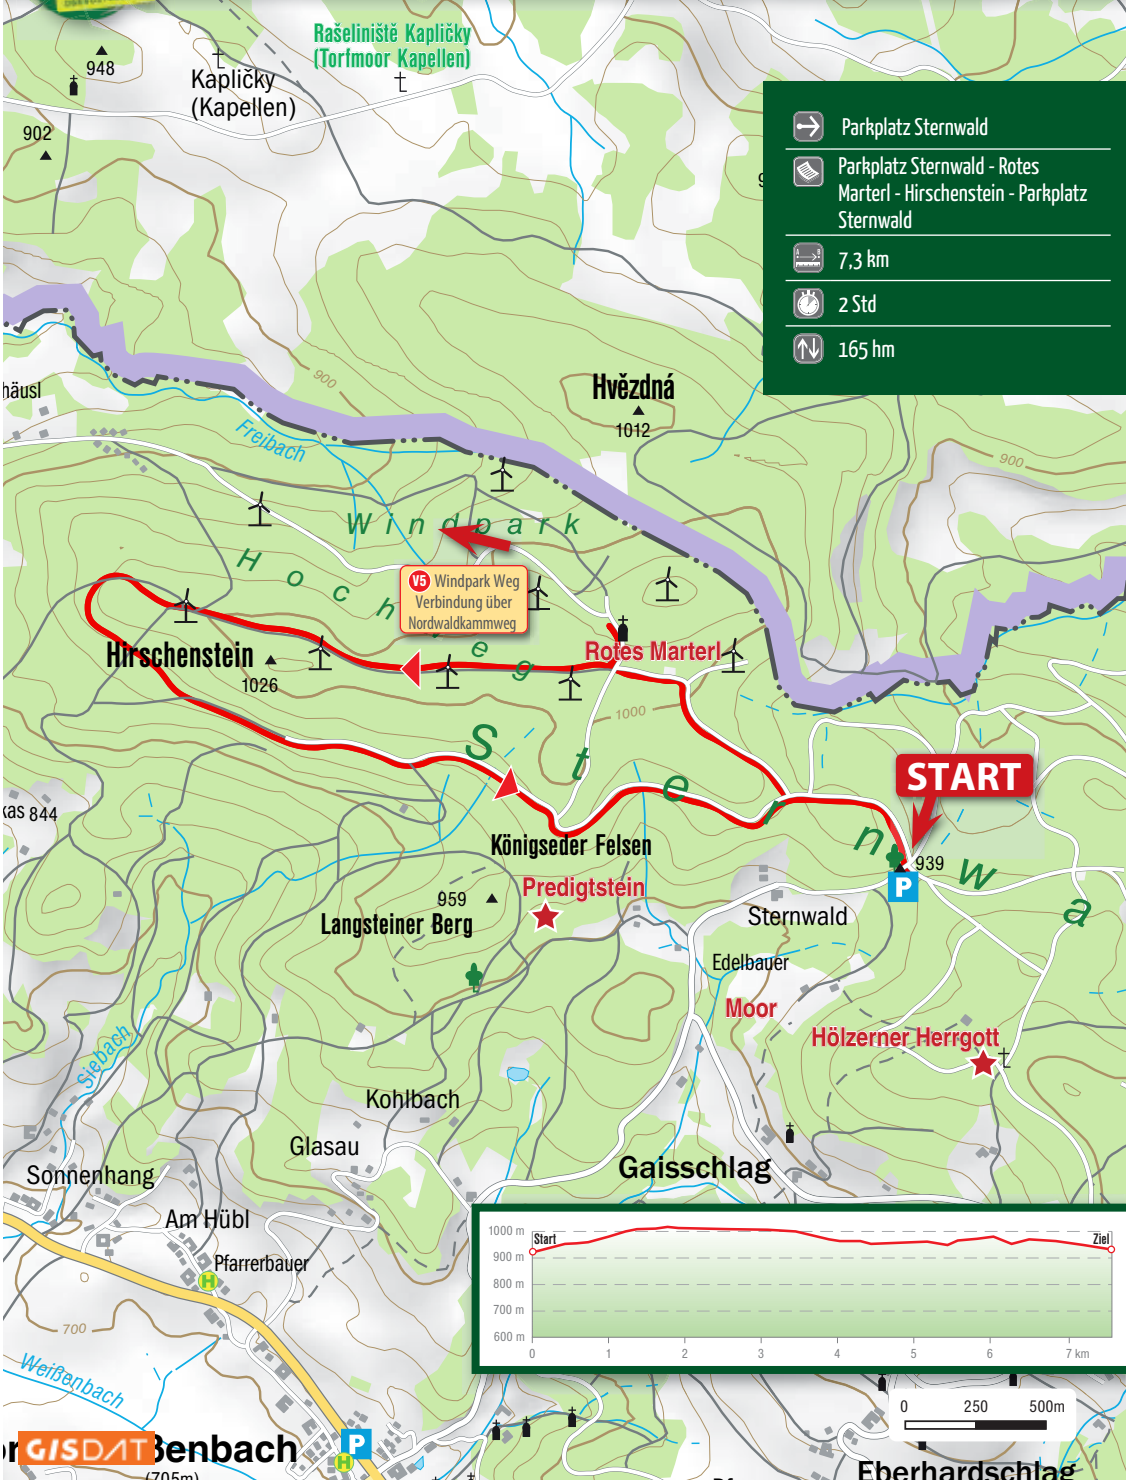 Rašeliniště Kapličky
(Torfmoor Kapellen)
948
Kapličky
(Kapellen)
902
Parkplatz Sternwald
Parkplatz Sternwald - Rotes
Marterl - Hirschenstein - Parkplatz
Sternwald
7,3 km
2 Std
165 hm
900
Hvězdná
1012
häusl
Freibach
900
Windpark
Hochweg
V5 Windpark Weg
Verbindung über
Nordwaldkammweg
Rotes Marterl
Hirschenstein
1026
1000
Sternwa
START
939
P
844
Königseder Felsen
Predigtstein
959
Langsteiner Berg
Sternwald
Edelbauer
Moor
Hölzerner Herrgott
Siebach
Kohlbach
Glasau
Gaisschlag
Sonnenhang
Am Hübl
Pfarrerbauer
H
700
Weißenbach
1000 m
900 m
800 m
700 m
600 m
Start
Ziel
0 1 2 3 4 5 6 7 km
0 250 500m
GISDAT
ßenbach
(705m)
P
H
Eberhardschlag